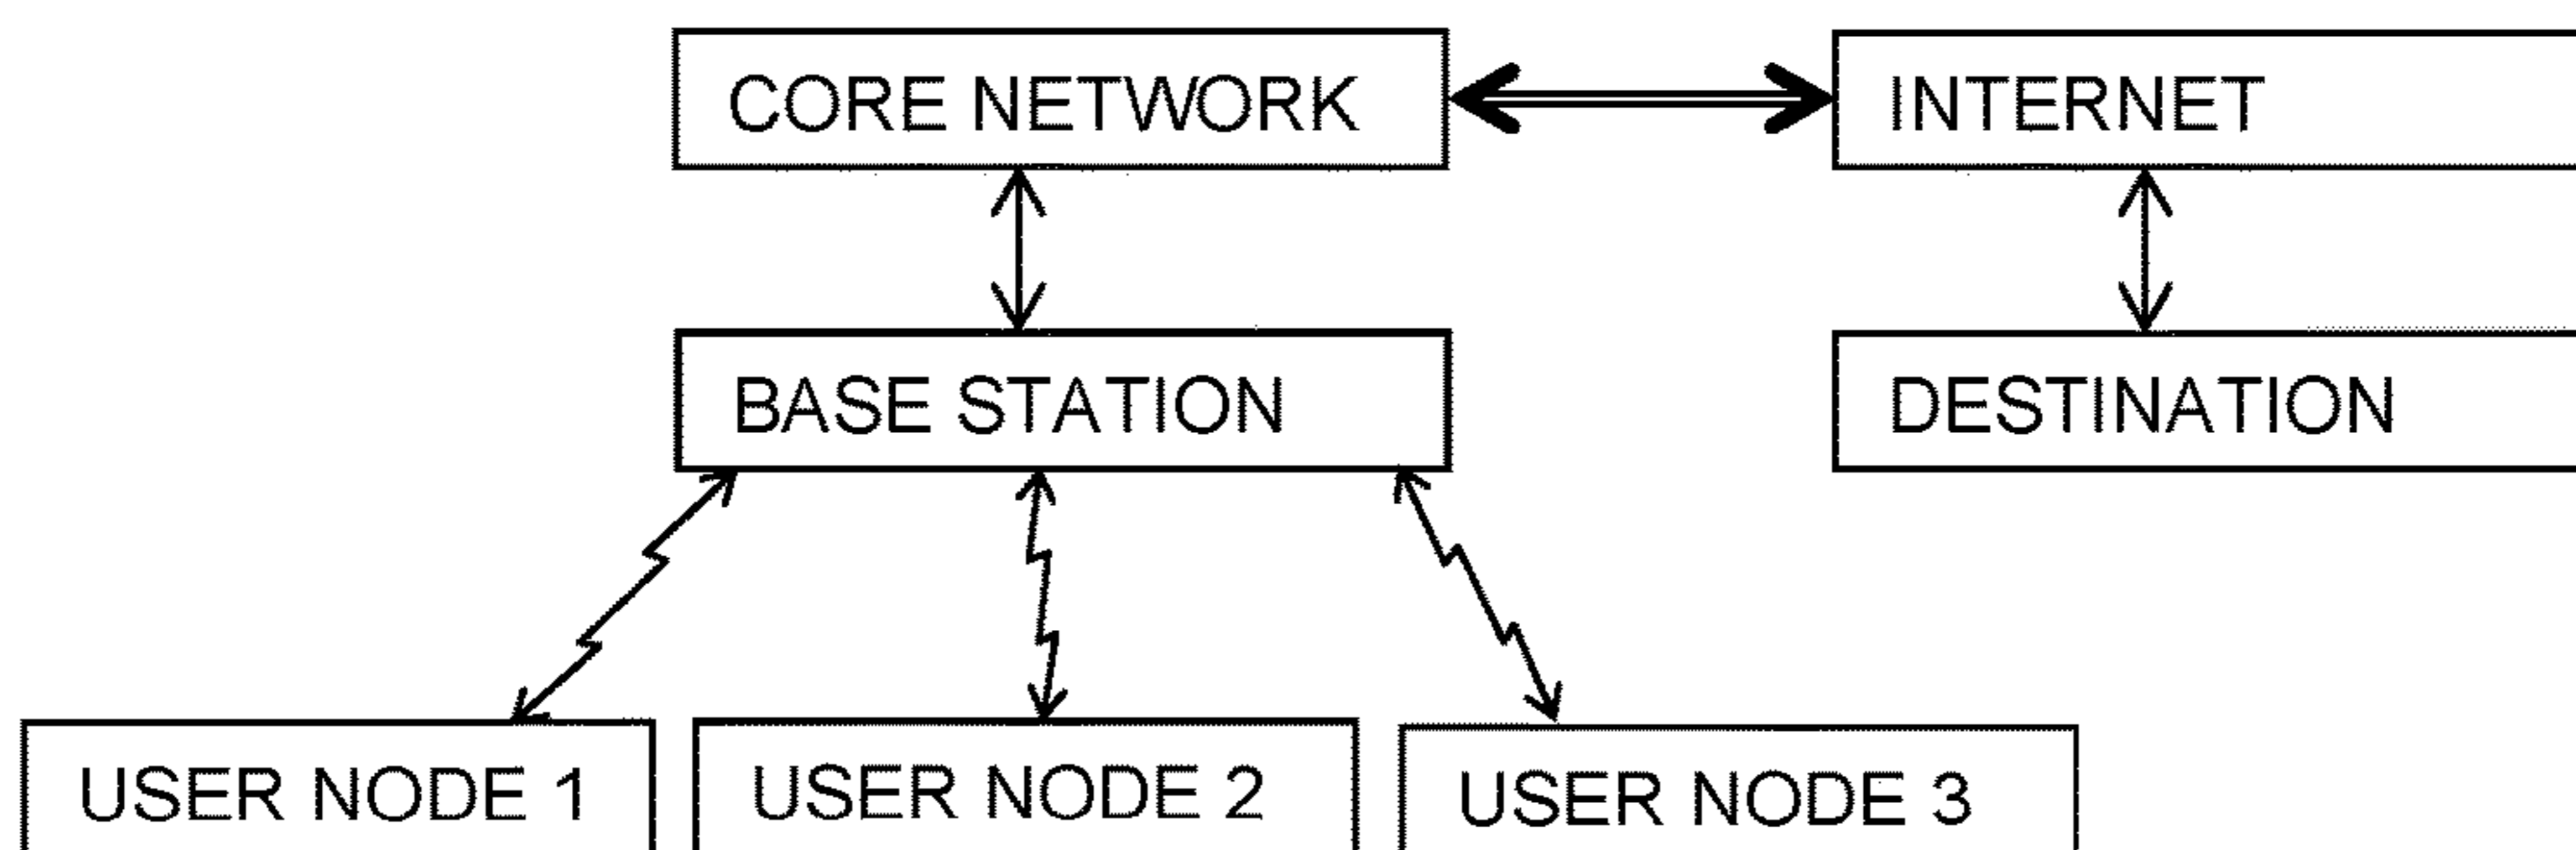 CORE NETWORK
INTERNET
BASE STATION
DESTINATION
USER NODE 1
USER NODE 2
USER NODE 3